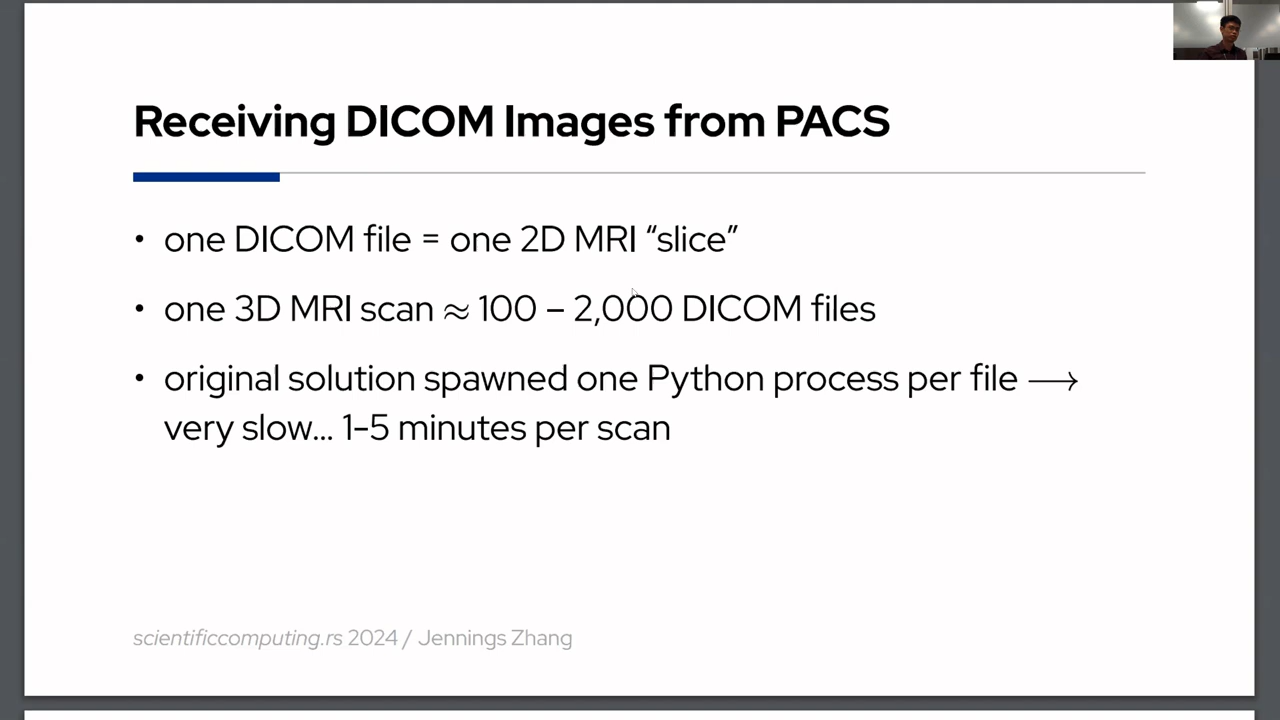 Receiving DICOM Images from PACS
• one DICOM file = one 2D MRI “slice”
• one 3D MRI scan ≈ 100 – 2,000 DICOM files
• original solution spawned one Python process per file ⟶
very slow... 1-5 minutes per scan
scientificcomputing.rs 2024 / Jennings Zhang